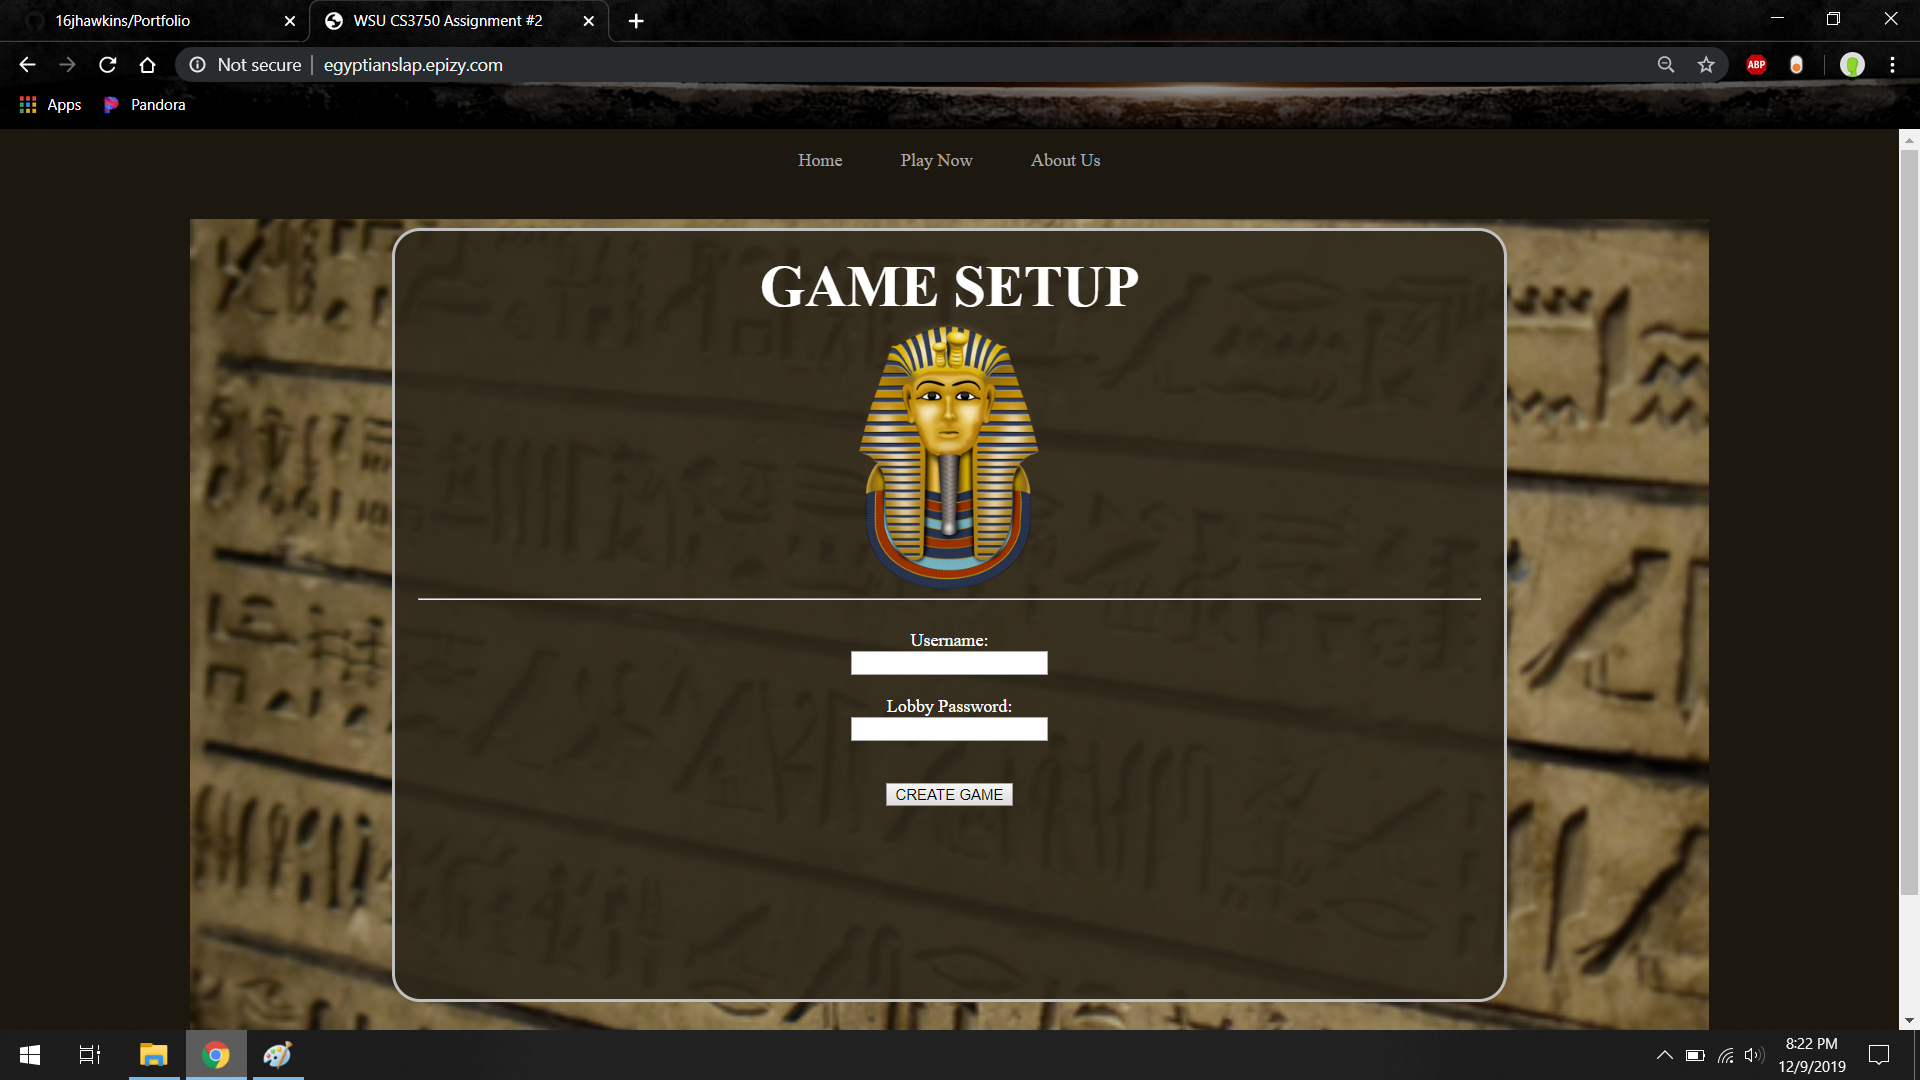 16jhawkins/Portfolio
WSU CS3750 Assignment #2
Not secure
egyptianslap.epizy.com
ABP
Apps
Pandora
Home
Play Now
About Us
GAME SETUP
Username:
Lobby Password:
CREATE GAME
8:22 PM
12/9/2019